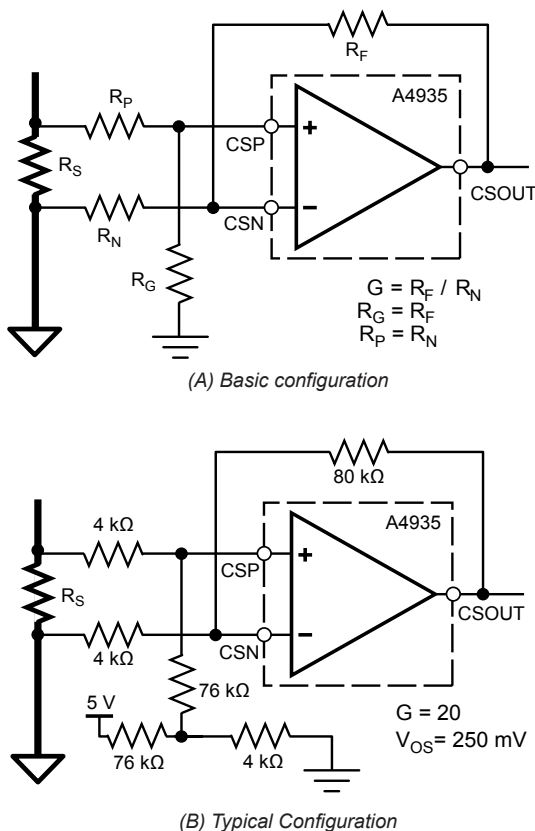 R_F
A4935
R_P
CSP
+
R_S
CSOUT
−
R_N
CSN
R_G
G = R_F / R_N
R_G = R_F
R_P = R_N
(A) Basic configuration
80 kΩ
A4935
4 kΩ
CSP
+
R_S
CSOUT
−
4 kΩ
CSN
76 kΩ
5 V
76 kΩ
4 kΩ
G = 20
V_OS = 250 mV
(B) Typical Configuration